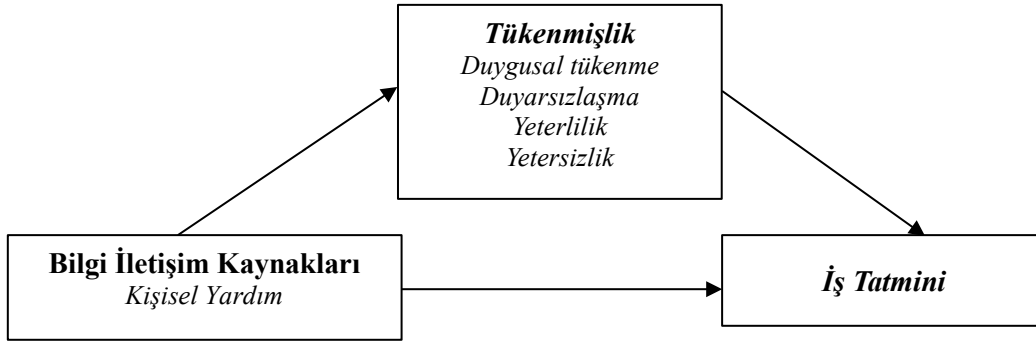 Tükenmişlik
Duygusal tükenme
Duyarsızlaşma
Yeterlilik
Yetersizlik
Bilgi İletişim Kaynakları
Kişisel Yardım
İş Tatmini